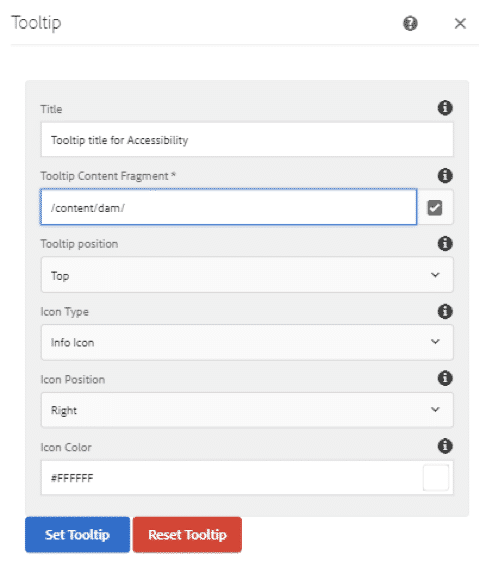 Tooltip
Title
Tooltip title for Accessibility
Tooltip Content Fragment *
/content/dam/
Tooltip position
Top
Icon Type
Info Icon
Icon Position
Right
Icon Color
#FFFFFF
Set Tooltip Reset Tooltip